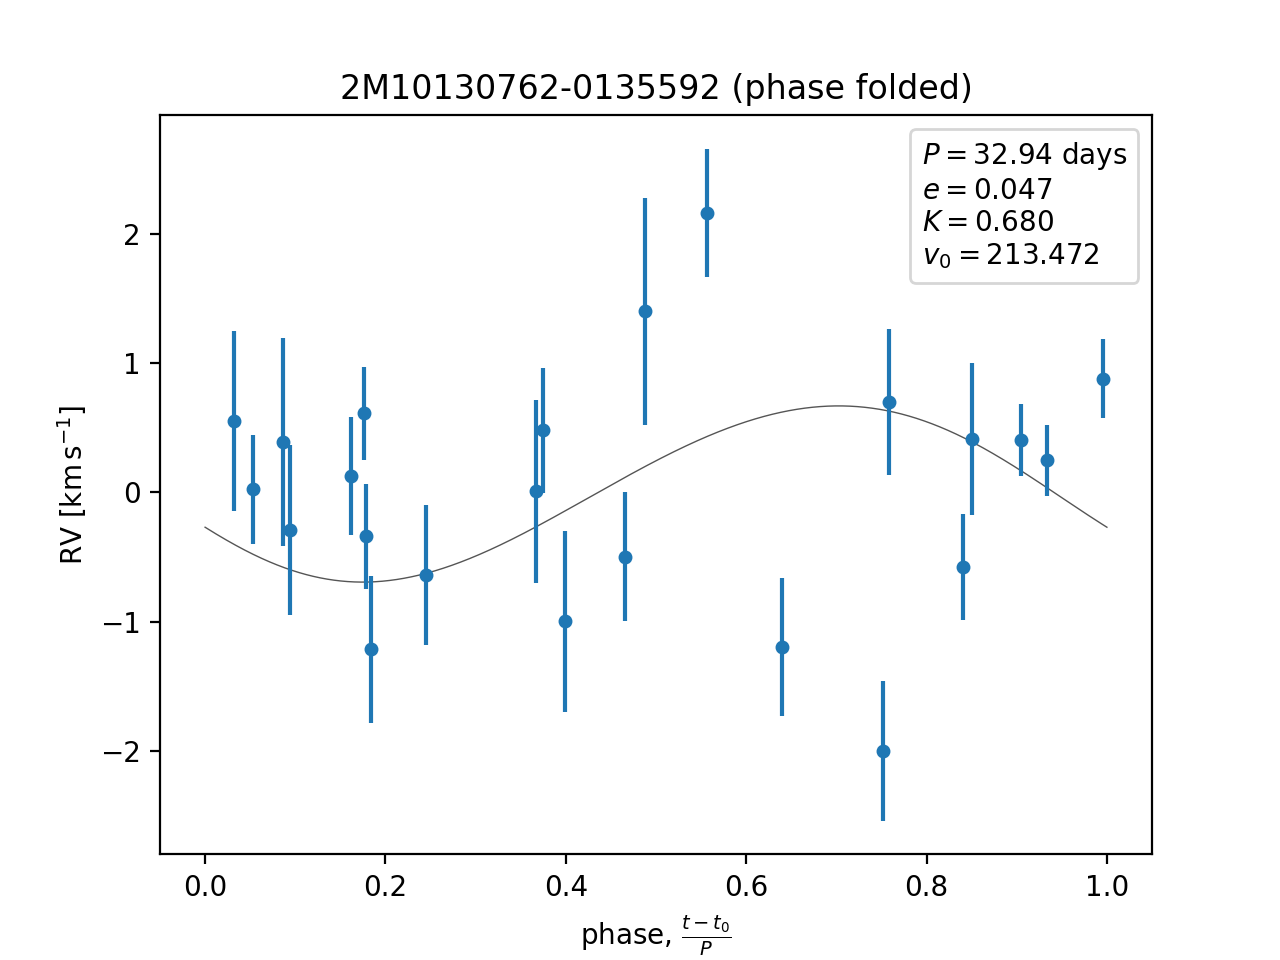 2M10130762-0135592 (phase folded)
P = 32.94 days
e = 0.047
K = 0.680
v₀ = 213.472
2
1
0
−1
−2
RV [km s⁻¹]
0.0 0.2 0.4 0.6 0.8 1.0
phase, (t − t₀)/P